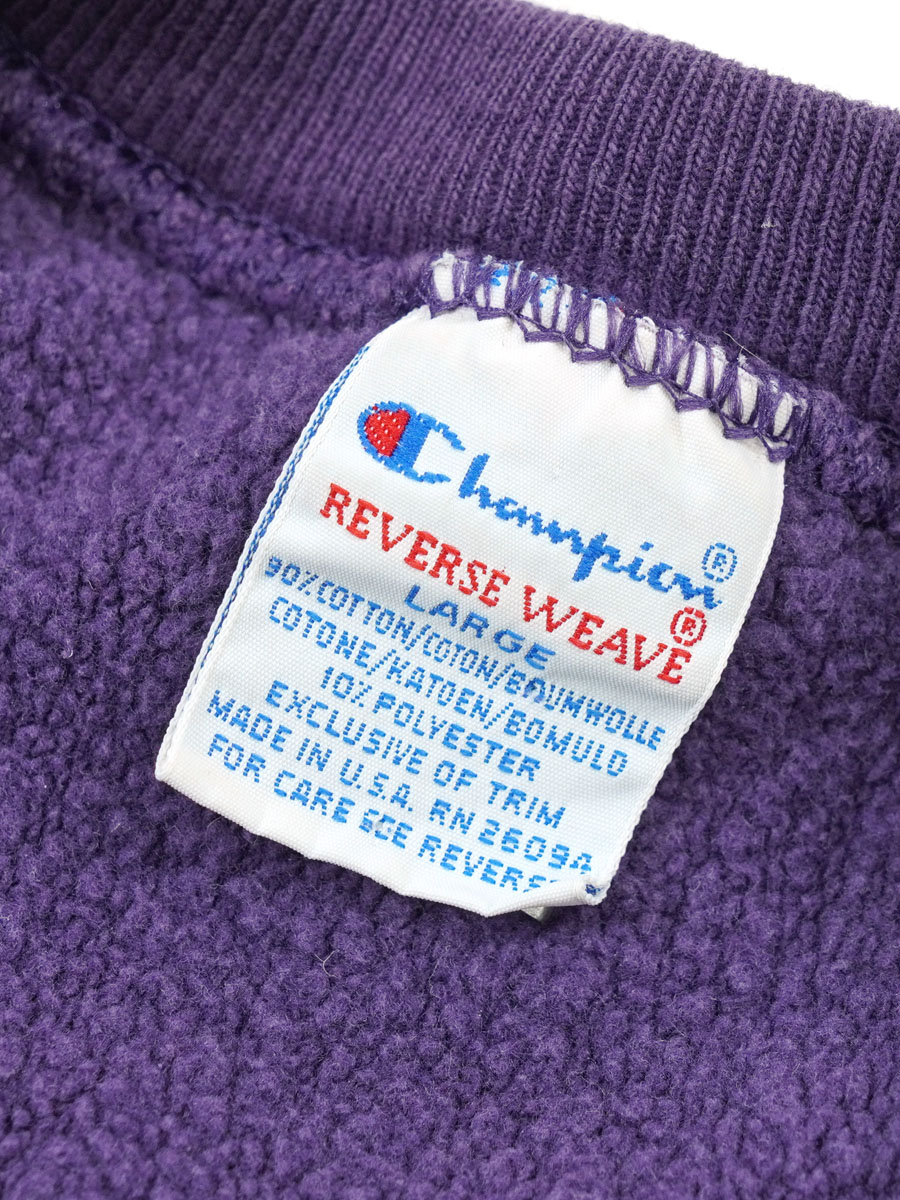 Champion®
REVERSE WEAVE®
LARGE
90% COTTON/COTON/BAUMWOLLE
COTONE/KATOEN/BOMULD
10% POLYESTER
EXCLUSIVE OF TRIM
MADE IN U.S.A. RN 26094
FOR CARE SEE REVERSE